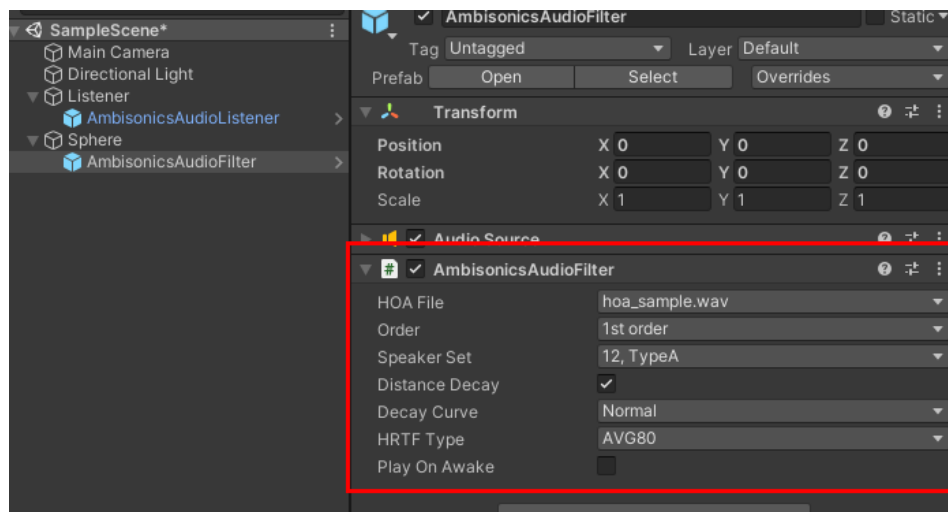 SampleScene*
Main Camera
Directional Light
Listener
AmbisonicsAudioListener
Sphere
AmbisonicsAudioFilter
AmbisonicsAudioFilter Static
Tag Untagged Layer Default
Prefab Open Select Overrides
Transform
Position X 0 Y 0 Z 0
Rotation X 0 Y 0 Z 0
Scale X 1 Y 1 Z 1
Audio Source
# AmbisonicsAudioFilter
HOA File hoa_sample.wav
Order 1st order
Speaker Set 12, TypeA
Distance Decay
Decay Curve Normal
HRTF Type AVG80
Play On Awake